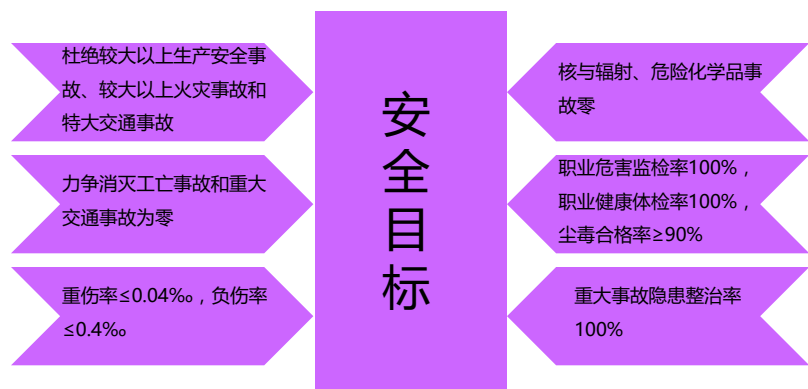 杜绝较大以上生产安全事
故、较大以上火灾事故和
特大交通事故
力争消灭工亡事故和重大
交通事故为零
重伤率≤0.04‰，负伤率
≤0.4‰
安
全
目
标
核与辐射、危险化学品事
故零
职业危害监检率100%，
职业健康体检率100%，
尘毒合格率≥90%
重大事故隐患整治率
100%